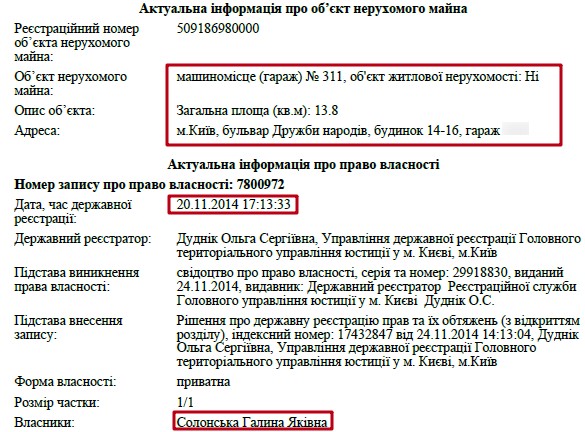 Актуальна інформація про об’єкт нерухомого майна
Реєстраційний номер
об’єкта нерухомого
майна:
509186980000
Об’єкт нерухомого
майна:
машиномісце (гараж) № 311, об'єкт житлової нерухомості: Ні
Опис об’єкта:
Загальна площа (кв.м): 13.8
Адреса:
м.Київ, бульвар Дружби народів, будинок 14-16, гараж
Актуальна інформація про право власності
Номер запису про право власності: 7800972
Дата, час державної
реєстрації:
20.11.2014 17:13:33
Державний реєстратор:
Дуднік Ольга Сергіївна, Управління державної реєстрації Головного
територіального управління юстиції у м. Києві, м.Київ
Підстава виникнення
права власності:
свідоцтво про право власності, серія та номер: 29918830, виданий
24.11.2014, видавник: Державний реєстратор Реєстраційної служби
Головного управління юстиції у м. Києві Дуднік О.С.
Підстава внесення
запису:
Рішення про державну реєстрацію прав та їх обтяжень (з відкриттям
розділу), індексний номер: 17432847 від 24.11.2014 14:13:04, Дуднік
Ольга Сергіївна, Управління державної реєстрації Головного
територіального управління юстиції у м. Києві, м.Київ
Форма власності:
приватна
Розмір частки:
1/1
Власники:
Солонська Галина Яківна